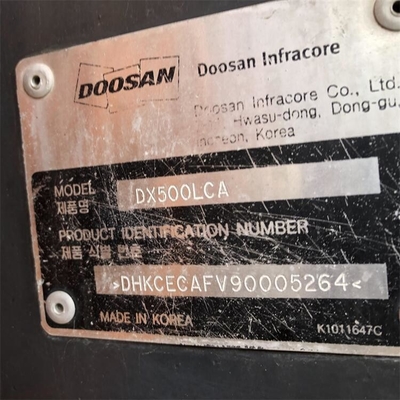 DOOSAN
Doosan Infracore
Doosan Infracore Co., Ltd.
Hwasu-dong, Dong-gu,
Incheon, Korea
MODEL
제품명
DX500LCA
PRODUCT IDENTIFICATION NUMBER
제품 식별 번호
>DHKCECAFV90005264<
MADE IN KOREA
K1011647C